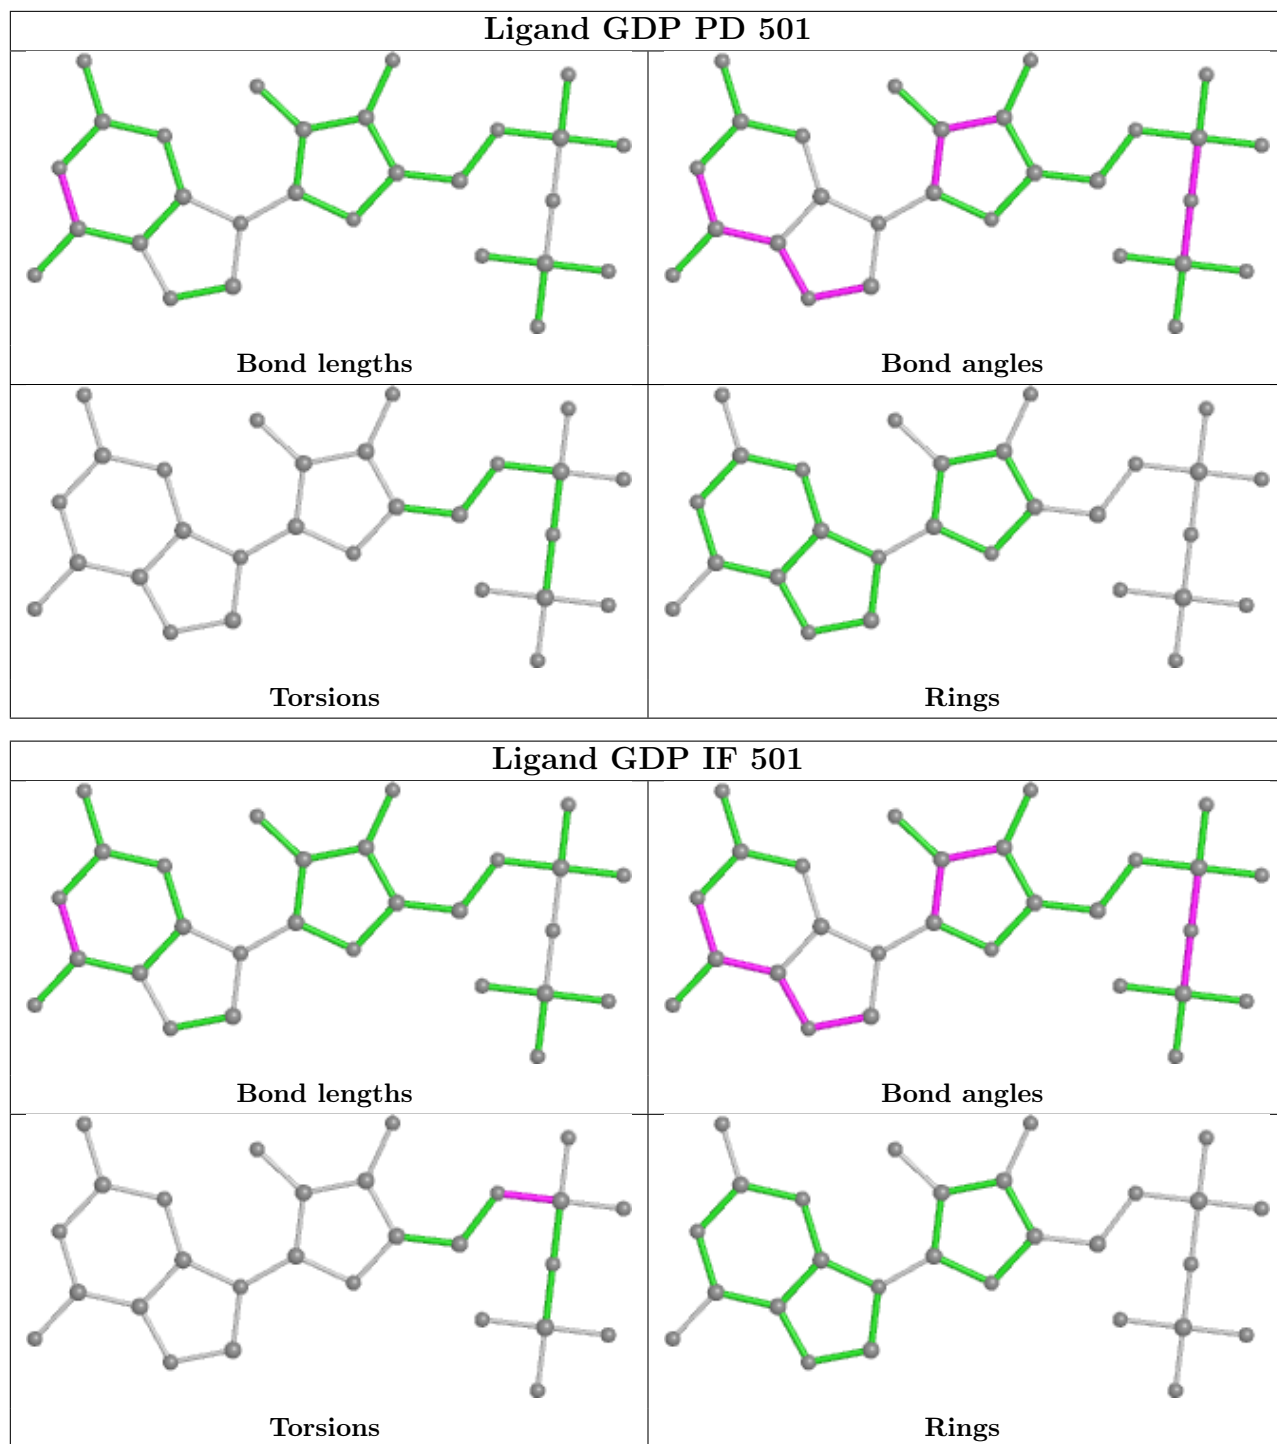 Ligand GDP PD 501
Bond lengths
Bond angles
Torsions
Rings
Ligand GDP IF 501
Bond lengths
Bond angles
Torsions
Rings